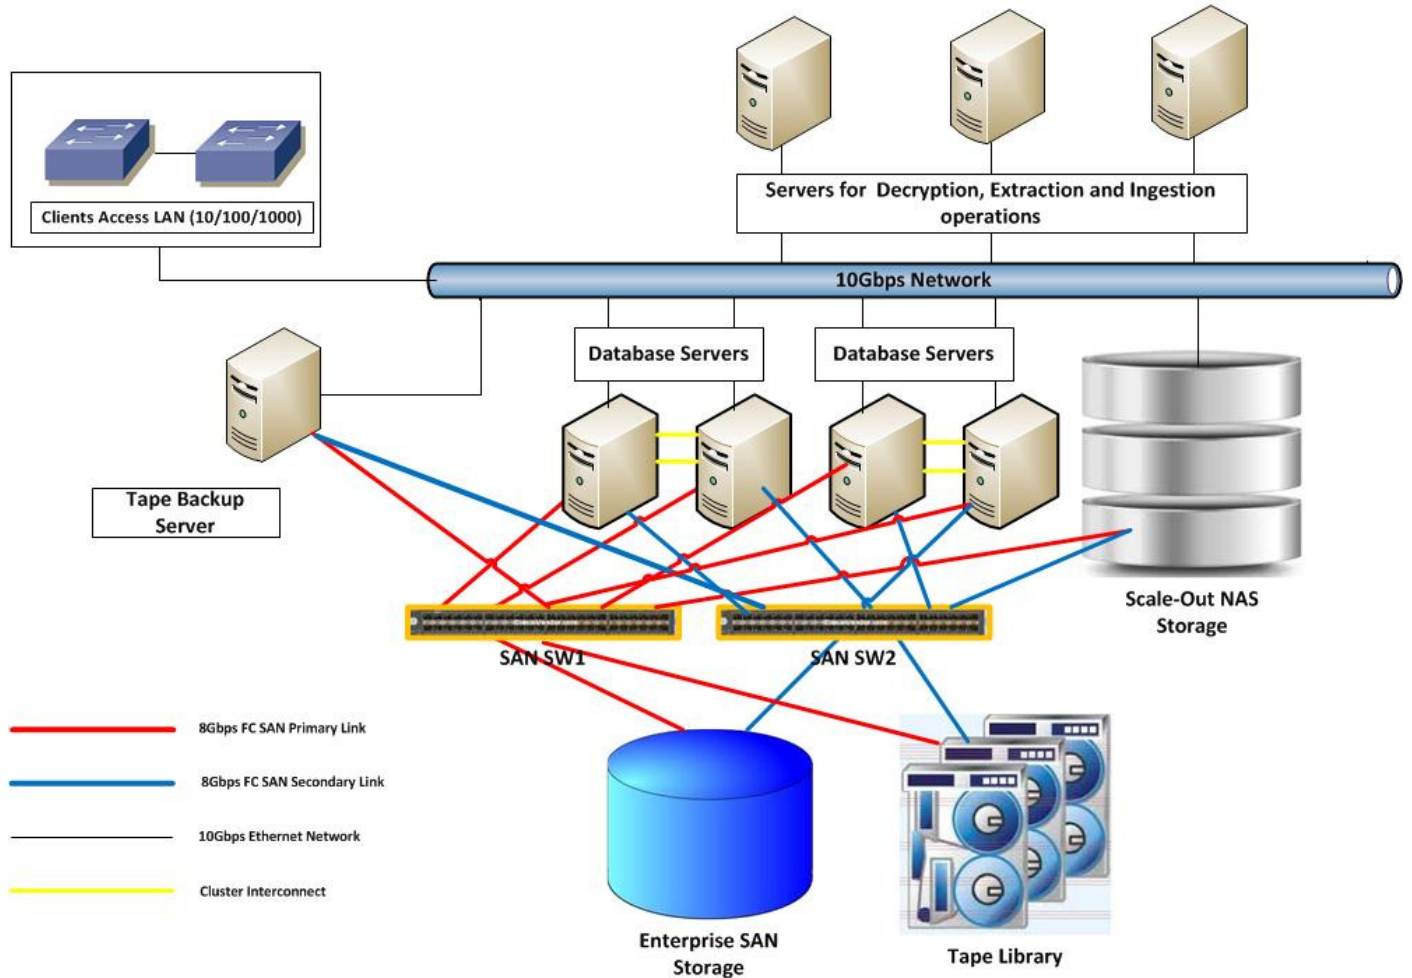 Servers for Decryption, Extraction and Ingestion
operations
Clients Access LAN (10/100/1000)
10Gbps Network
Database Servers
Database Servers
Tape Backup
Server
Scale-Out NAS
Storage
SAN SW1
SAN SW2
8Gbps FC SAN Primary Link
8Gbps FC SAN Secondary Link
10Gbps Ethernet Network
Cluster Interconnect
Enterprise SAN
Storage
Tape Library